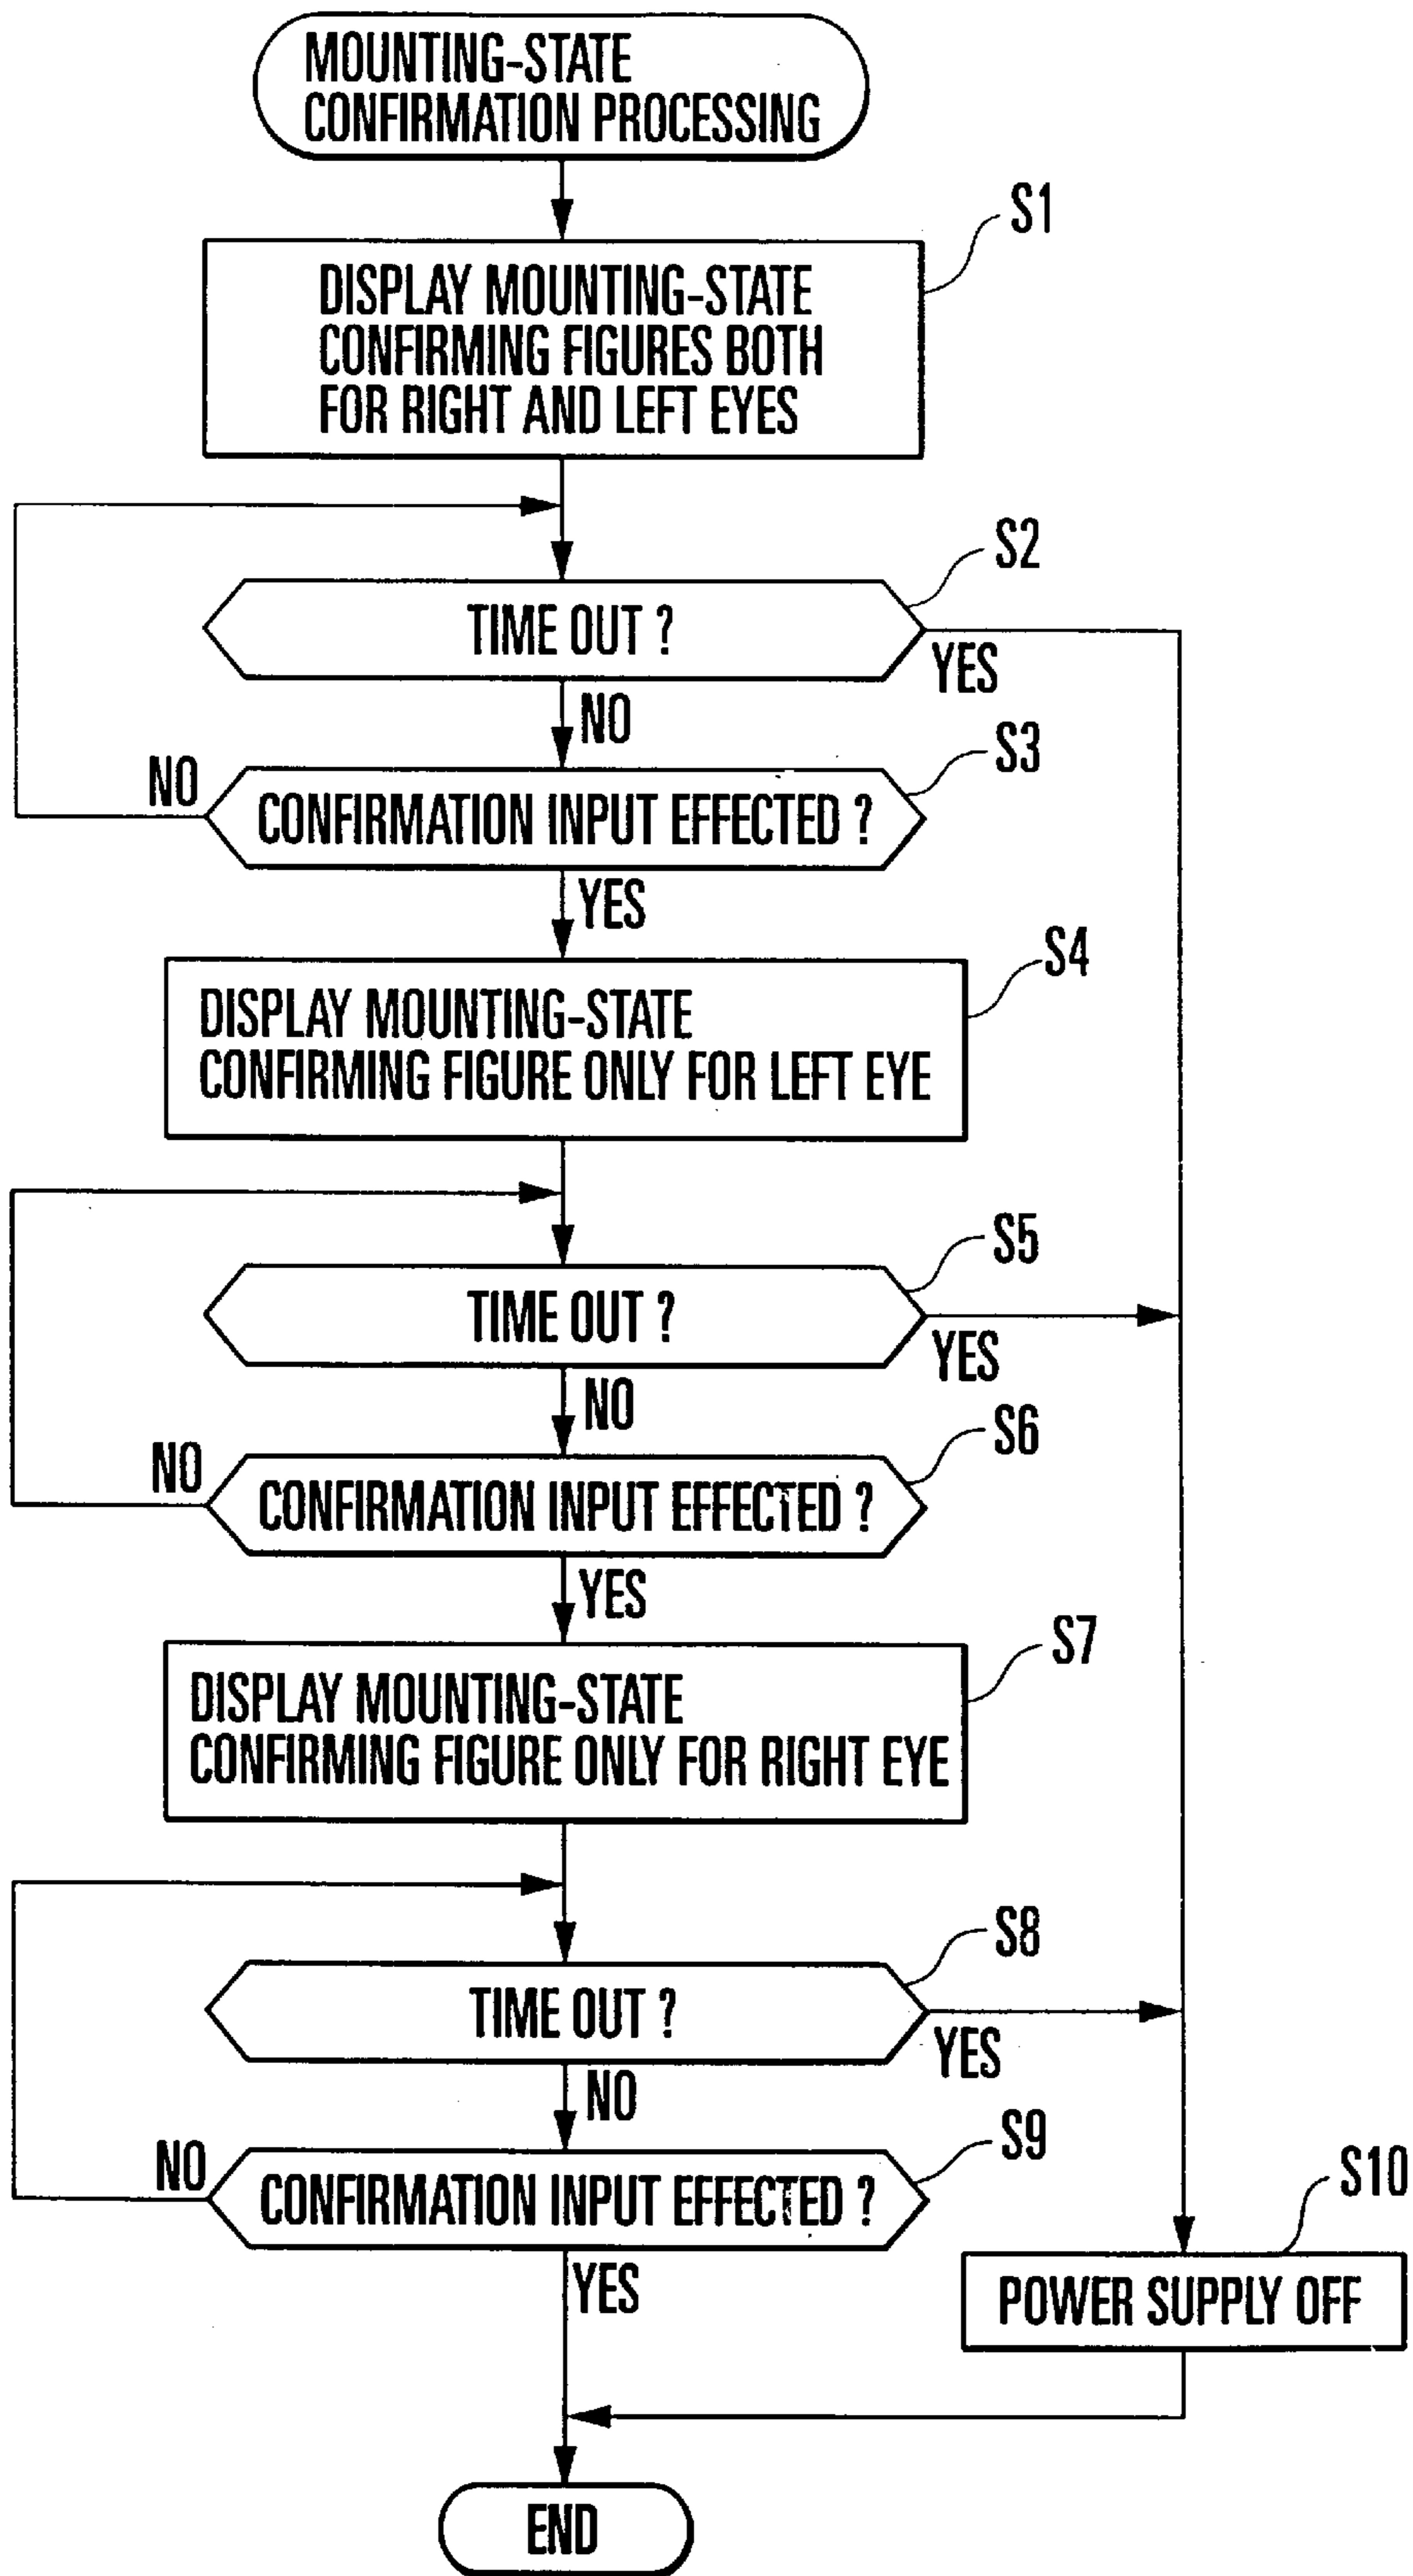 MOUNTING-STATE
CONFIRMATION PROCESSING
S1
DISPLAY MOUNTING-STATE
CONFIRMING FIGURES BOTH
FOR RIGHT AND LEFT EYES
S2
TIME OUT ?
YES
NO
S3
NO
CONFIRMATION INPUT EFFECTED ?
YES
S4
DISPLAY MOUNTING-STATE
CONFIRMING FIGURE ONLY FOR LEFT EYE
S5
TIME OUT ?
YES
NO
S6
NO
CONFIRMATION INPUT EFFECTED ?
YES
S7
DISPLAY MOUNTING-STATE
CONFIRMING FIGURE ONLY FOR RIGHT EYE
S8
TIME OUT ?
YES
NO
S9
NO
CONFIRMATION INPUT EFFECTED ?
YES
S10
POWER SUPPLY OFF
END